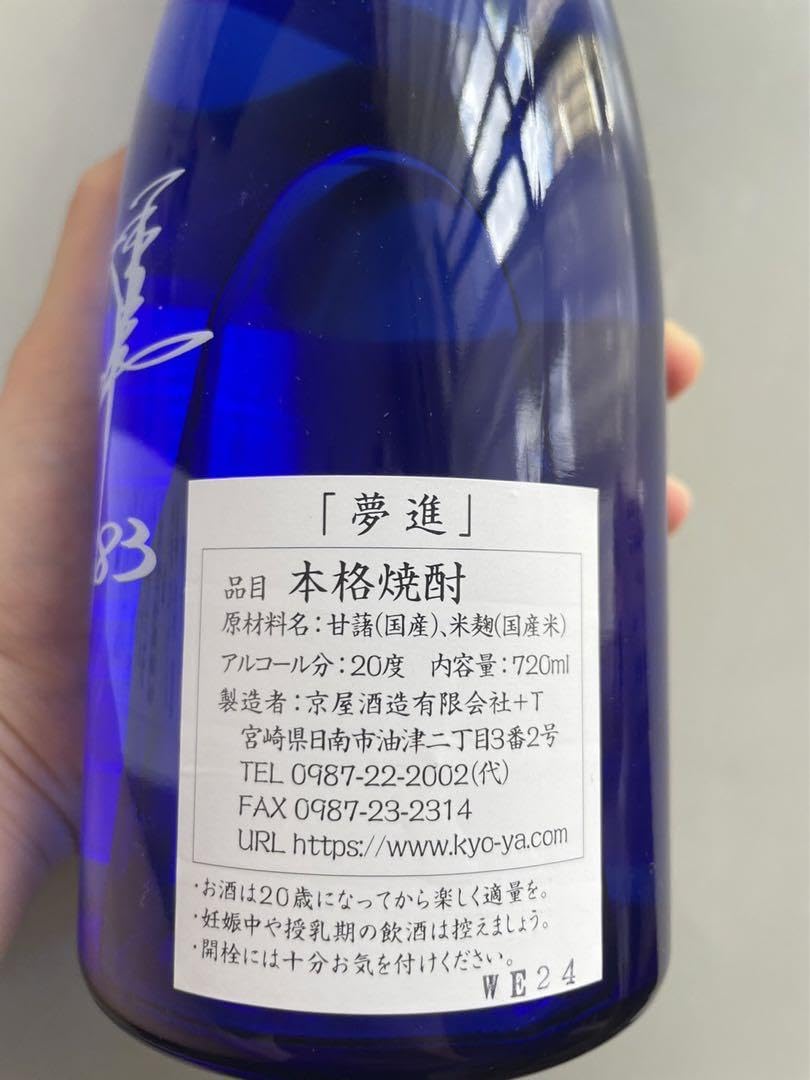 83
「夢進」
品目 本格焼酎
原材料名：甘藷(国産)、米麹(国産米)
アルコール分：20度 内容量：720ml
製造者：京屋酒造有限会社+T
宮崎県日南市油津二丁目3番2号
TEL 0987-22-2002(代)
FAX 0987-23-2314
URL https://www.kyo-ya.com
・お酒は20歳になってから楽しく適量を。
・妊娠中や授乳期の飲酒は控えましょう。
・開栓には十分お気を付けください。
WE24